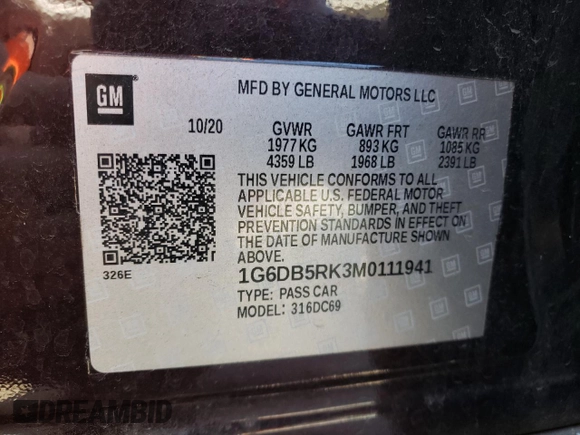 GM
MFD BY GENERAL MOTORS LLC
10/20 GVWR GAWR FRT GAWR RR
1977 KG 893 KG 1085 KG
4359 LB 1968 LB 2391 LB
THIS VEHICLE CONFORMS TO ALL
APPLICABLE U.S. FEDERAL MOTOR
VEHICLE SAFETY, BUMPER, AND THEFT
PREVENTION STANDARDS IN EFFECT ON
THE DATE OF MANUFACTURE SHOWN
ABOVE.
326E
1G6DB5RK3M0111941
TYPE: PASS CAR
MODEL: 316DC69
DREAMBID